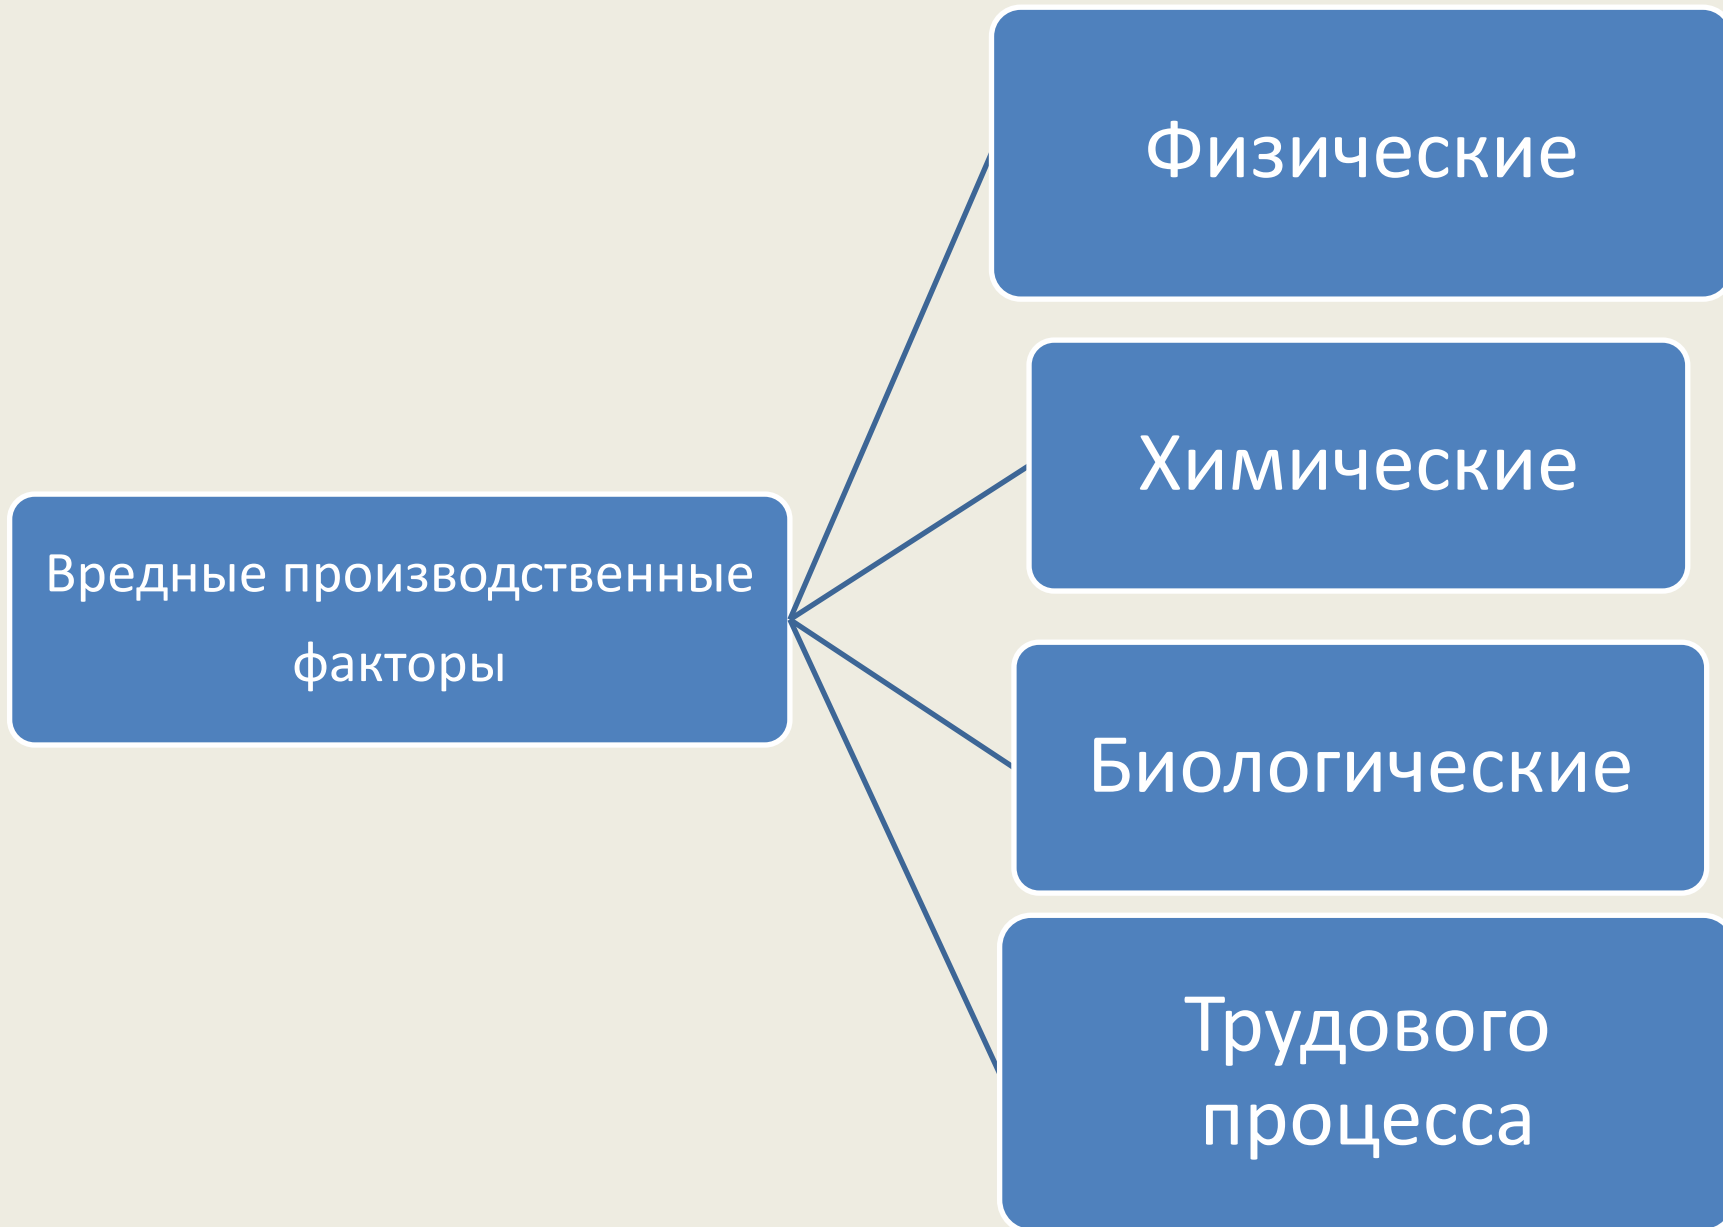 Вредные производственные
факторы
Физические
Химические
Биологические
Трудового
процесса